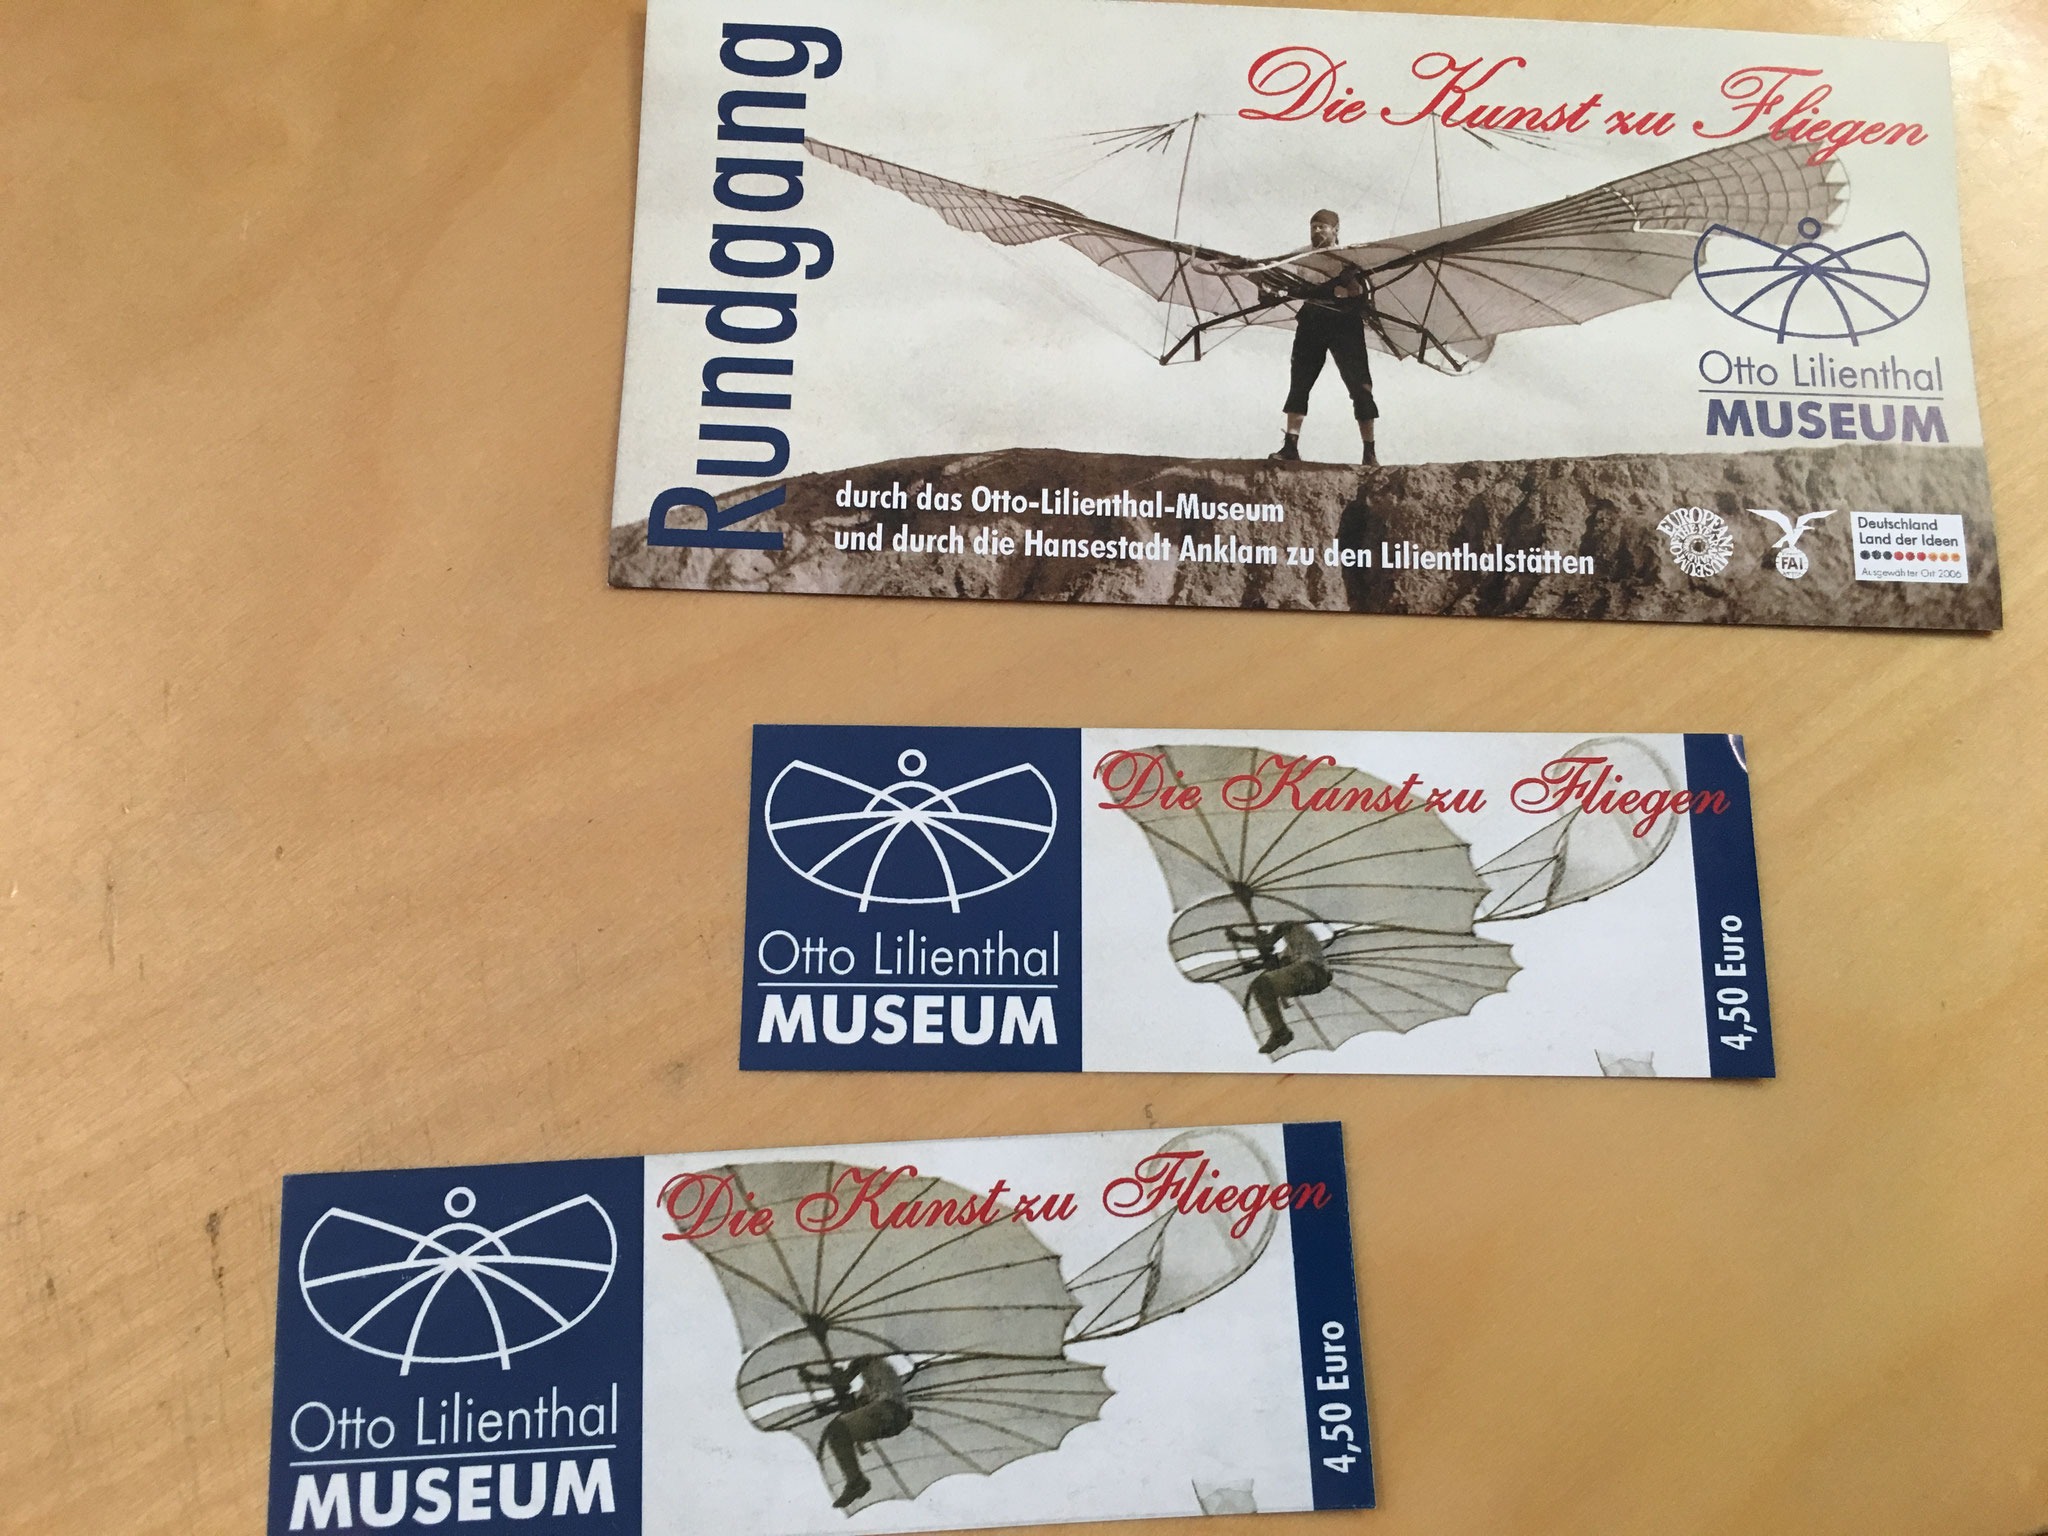 Rundgang
Die Kunst zu Fliegen
Otto Lilienthal
MUSEUM
durch das Otto-Lilienthal-Museum
und durch die Hansestadt Anklam zu den Lilienthalstätten
FAI
Deutschland
Land der Ideen
Ausgewählter Ort 2006
Otto Lilienthal
MUSEUM
Die Kunst zu Fliegen
4,50 Euro
Otto Lilienthal
MUSEUM
Die Kunst zu Fliegen
4,50 Euro